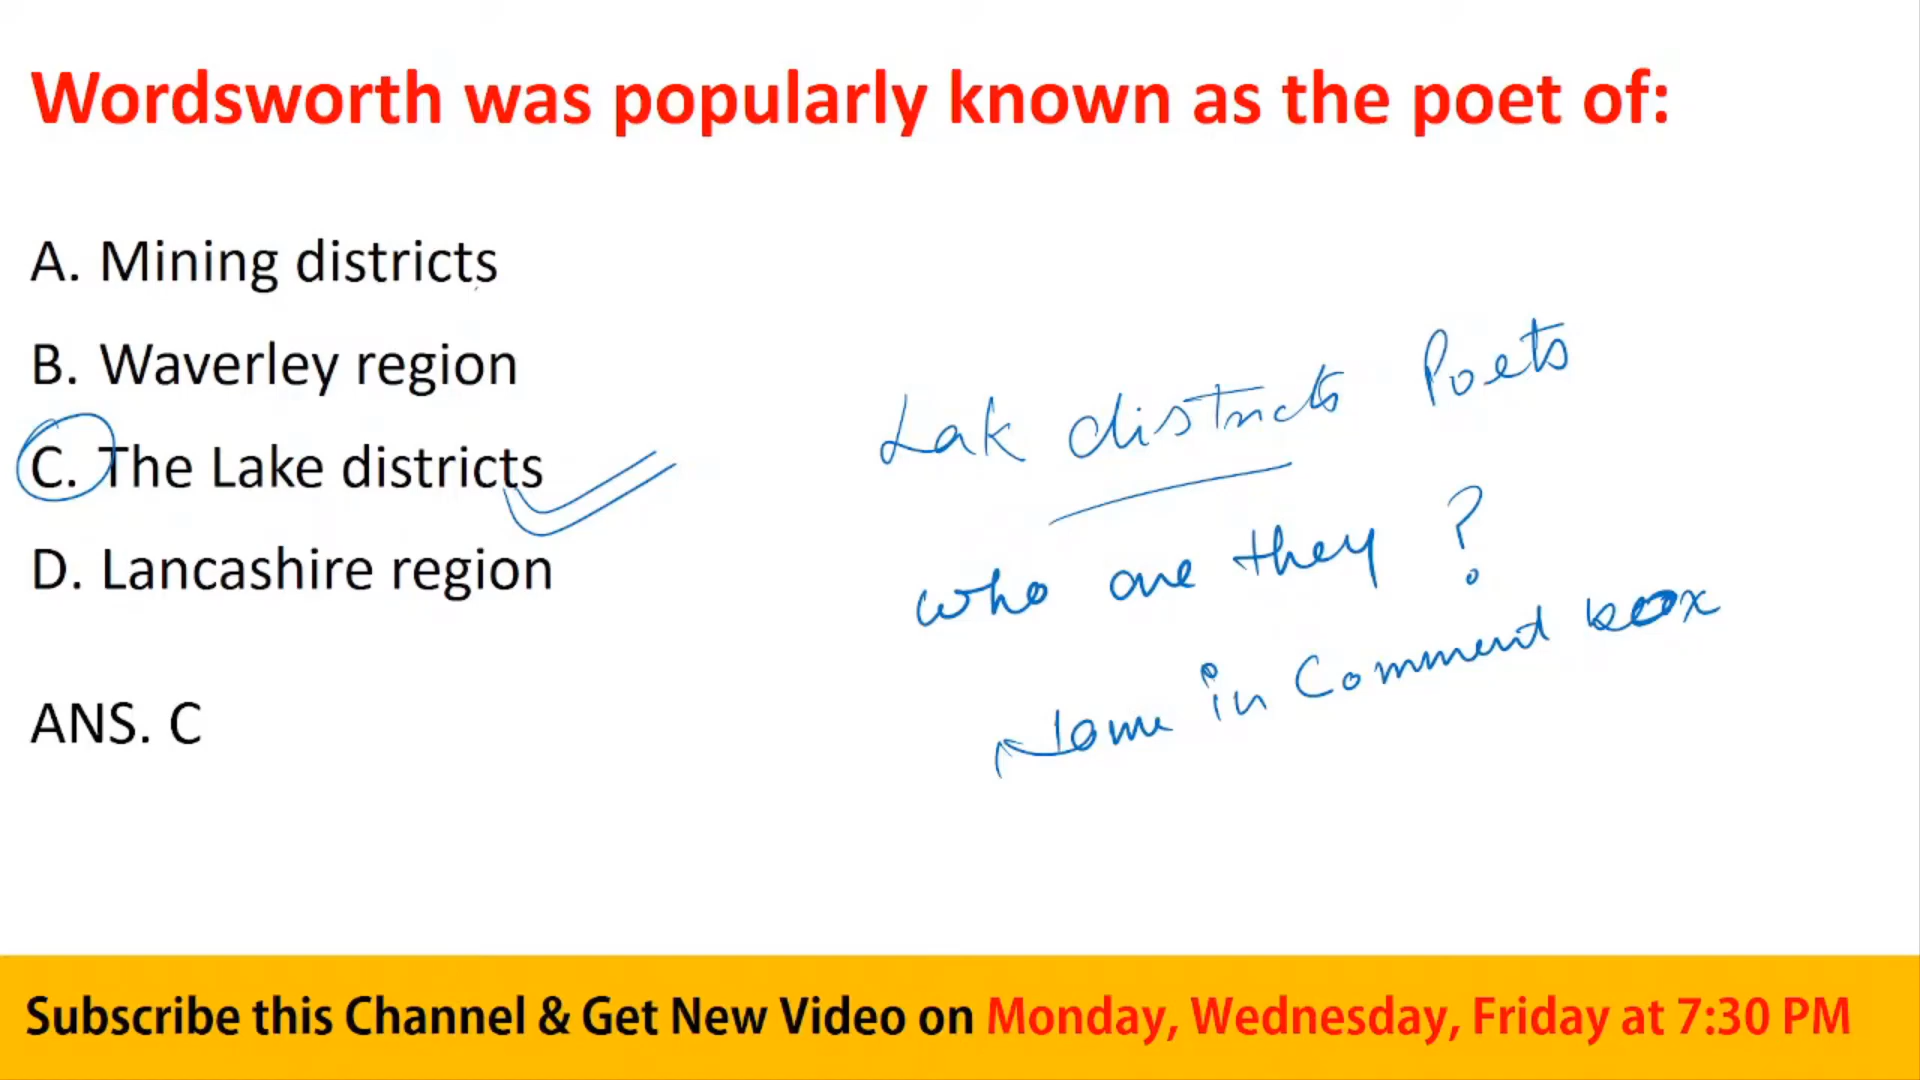 Wordsworth was popularly known as the poet of:
A. Mining districts
B. Waverley region
C. The Lake districts
D. Lancashire region
ANS. C
Lak districts Poets
who are they ?
Name in Comment box
Subscribe this Channel & Get New Video on Monday, Wednesday, Friday at 7:30 PM